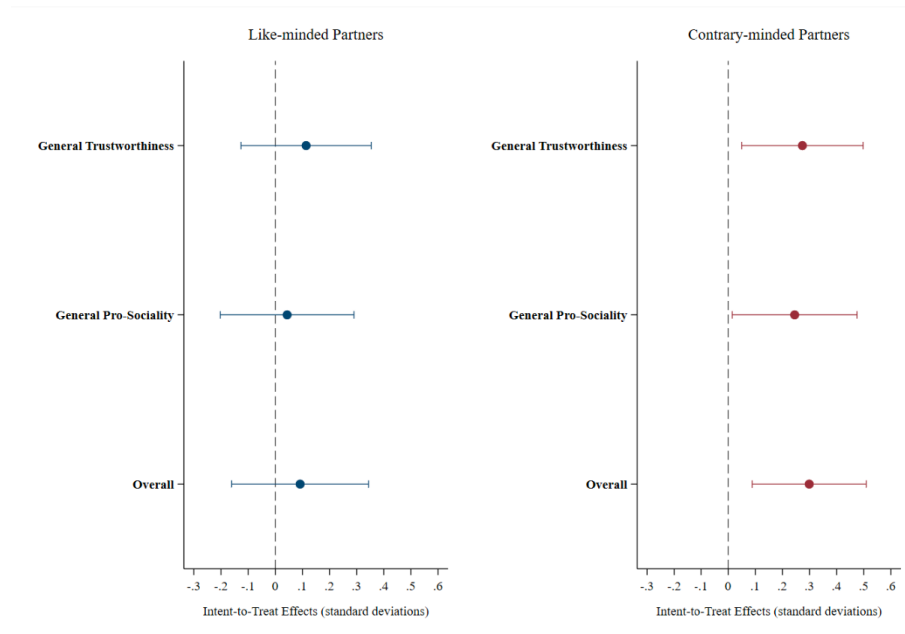 Like-minded Partners
General Trustworthiness
General Pro-Sociality
Overall
-.3 -.2 -.1 0 .1 .2 .3 .4 .5 .6
Intent-to-Treat Effects (standard deviations)
Contrary-minded Partners
General Trustworthiness
General Pro-Sociality
Overall
-.3 -.2 -.1 0 .1 .2 .3 .4 .5 .6
Intent-to-Treat Effects (standard deviations)